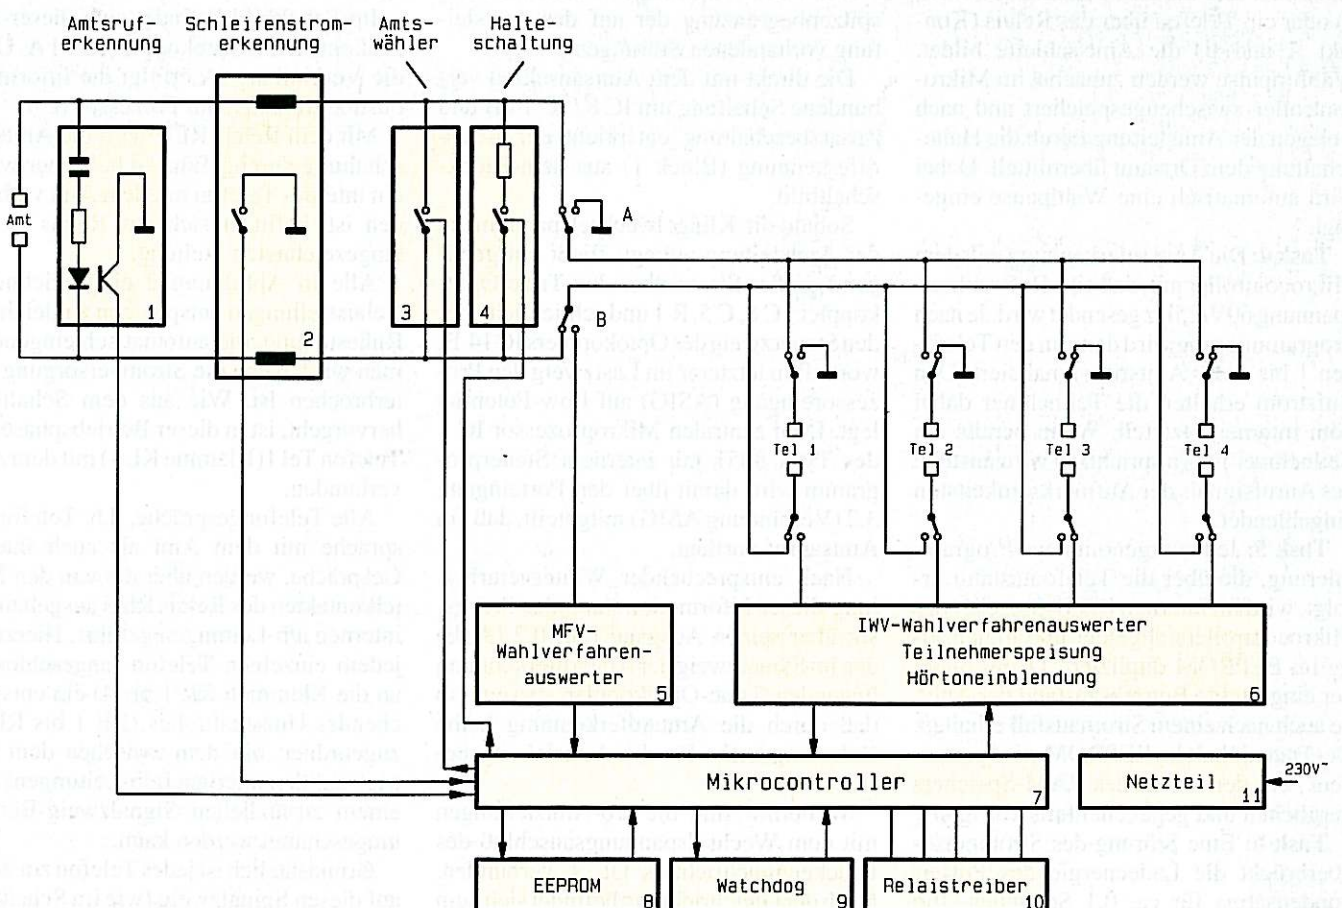 Amtsruf-
erkennung
Schleifenstrom-
erkennung
Amts-
wähler
Halte-
schaltung
Amt
1
2
3
4
A
B
Tel 1
Tel 2
Tel 3
Tel 4
MFV-
Wahlverfahren-
auswerter
5
IWV-Wahlverfahrenauswerter
Teilnehmerspeisung
Hörtoneinblendung
6
Mikrocontroller
7
Netzteil
11
230V~
EEPROM
8
Watchdog
9
Relaistreiber
10